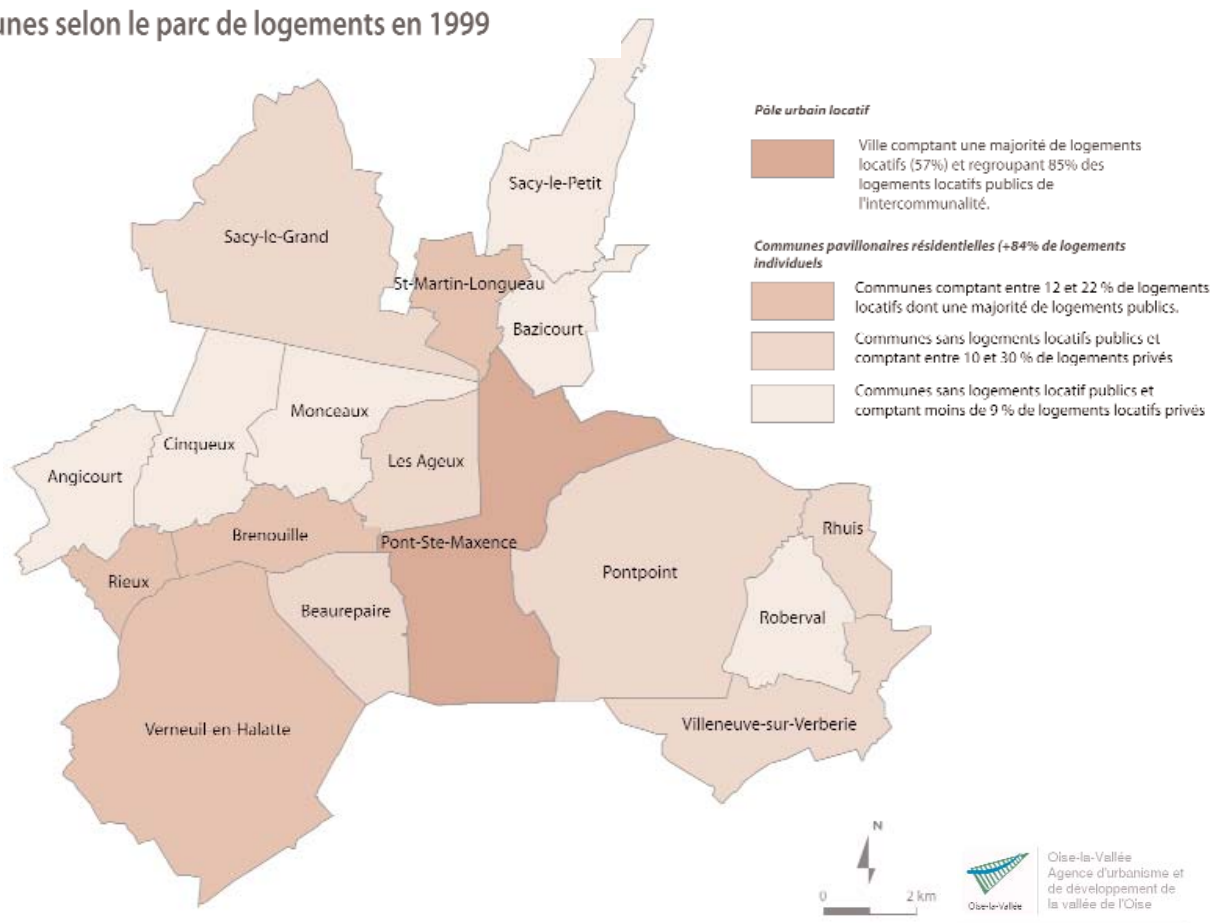 unes selon le parc de logements en 1999
Pôle urbain locatif
Ville comptant une majorité de logements
locatifs (57%) et regroupant 85% des
logements locatifs publics de
l'intercommunalité.
Communes pavillonaires résidentielles (+84% de logements
individuels
Communes comptant entre 12 et 22 % de logements
locatifs dont une majorité de logements publics.
Communes sans logements locatifs publics et
comptant entre 10 et 30 % de logements privés
Communes sans logements locatif publics et
comptant moins de 9 % de logements locatifs privés
Sacy-le-Petit
Sacy-le-Grand
St-Martin-Longueau
Bazicourt
Monceaux
Cinqueux
Les Ageux
Angicourt
Brenouille
Pont-Ste-Maxence
Rhuis
Rieux
Pontpoint
Beaurepaire
Roberval
Verneuil-en-Halatte
Villeneuve-sur-Verberie
N
0 2 km
Oise-la-Vallée
Oise-la-Vallée
Agence d'urbanisme et
de développement de
la vallée de l'Oise